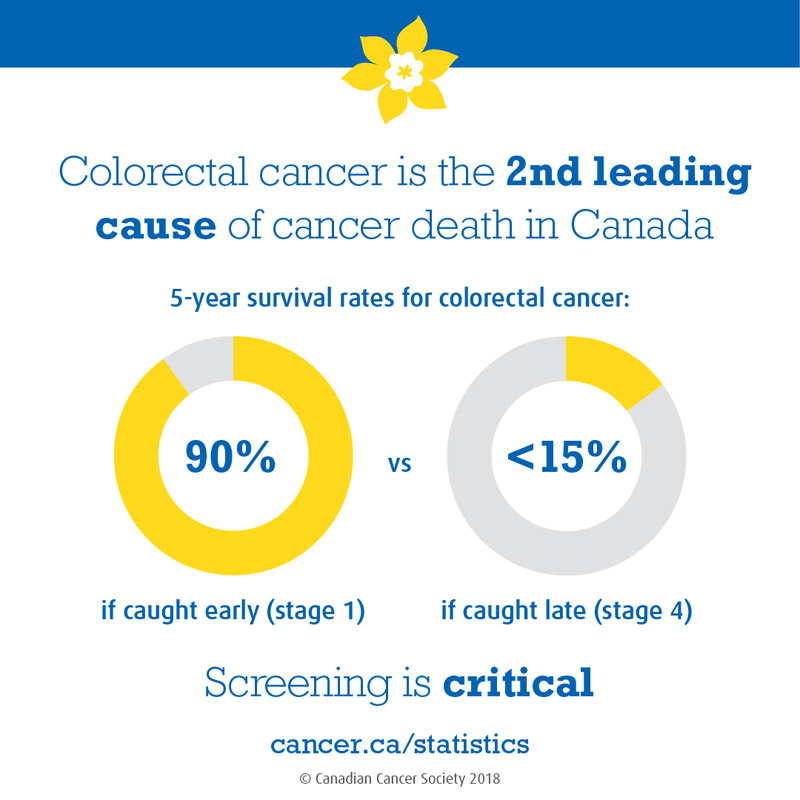 Colorectal cancer is the 2nd leading
cause of cancer death in Canada
5-year survival rates for colorectal cancer:
90%
vs
<15%
if caught early (stage 1)
if caught late (stage 4)
Screening is critical
cancer.ca/statistics
© Canadian Cancer Society 2018